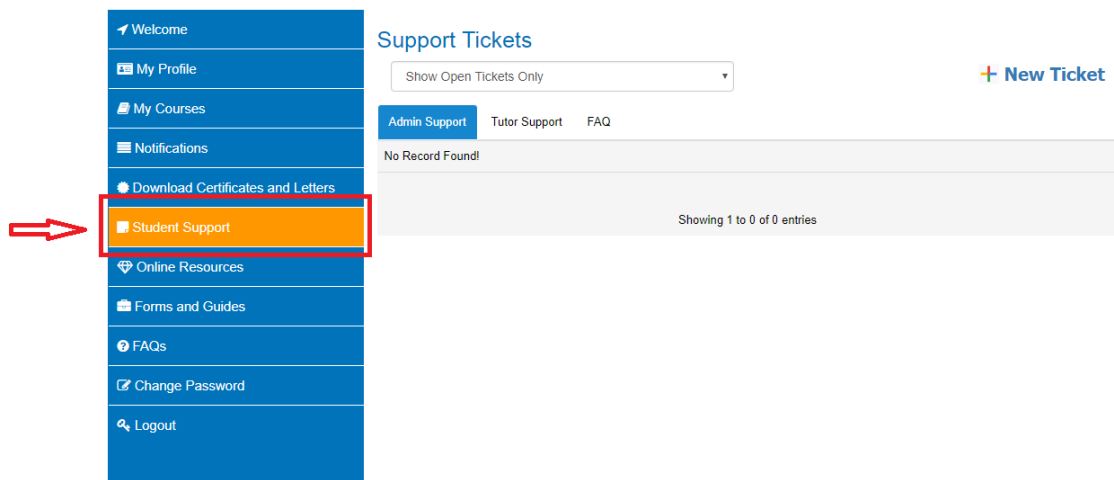 Welcome
My Profile
My Courses
Notifications
Download Certificates and Letters
Student Support
Online Resources
Forms and Guides
FAQs
Change Password
Logout
Support Tickets
Show Open Tickets Only
New Ticket
Admin Support Tutor Support FAQ
No Record Found!
Showing 1 to 0 of 0 entries